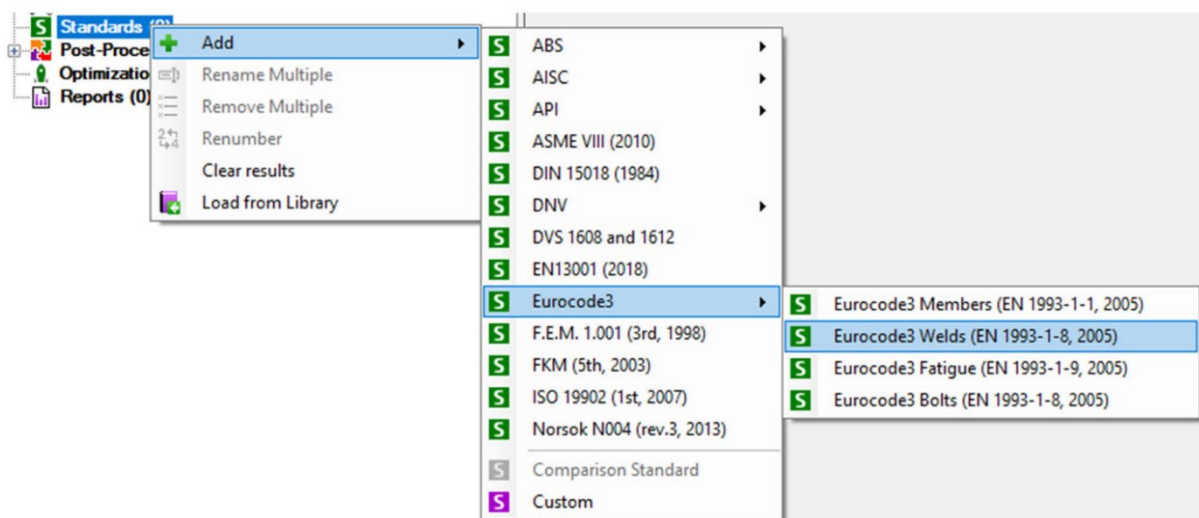 Standards (0)
Post-Proce
Optimizatio
Reports (0)
Add
Rename Multiple
Remove Multiple
Renumber
Clear results
Load from Library
ABS
AISC
API
ASME VIII (2010)
DIN 15018 (1984)
DNV
DVS 1608 and 1612
EN13001 (2018)
Eurocode3
F.E.M. 1.001 (3rd, 1998)
FKM (5th, 2003)
ISO 19902 (1st, 2007)
Norsok N004 (rev.3, 2013)
Comparison Standard
Custom
Eurocode3 Members (EN 1993-1-1, 2005)
Eurocode3 Welds (EN 1993-1-8, 2005)
Eurocode3 Fatigue (EN 1993-1-9, 2005)
Eurocode3 Bolts (EN 1993-1-8, 2005)